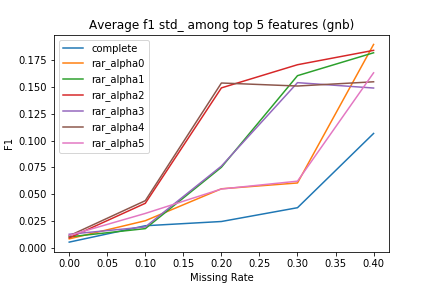 Average f1 std_ among top 5 features (gnb)
complete
rar_alpha0
rar_alpha1
rar_alpha2
rar_alpha3
rar_alpha4
rar_alpha5
F1
0.175
0.150
0.125
0.100
0.075
0.050
0.025
0.000
0.00 0.05 0.10 0.15 0.20 0.25 0.30 0.35 0.40
Missing Rate